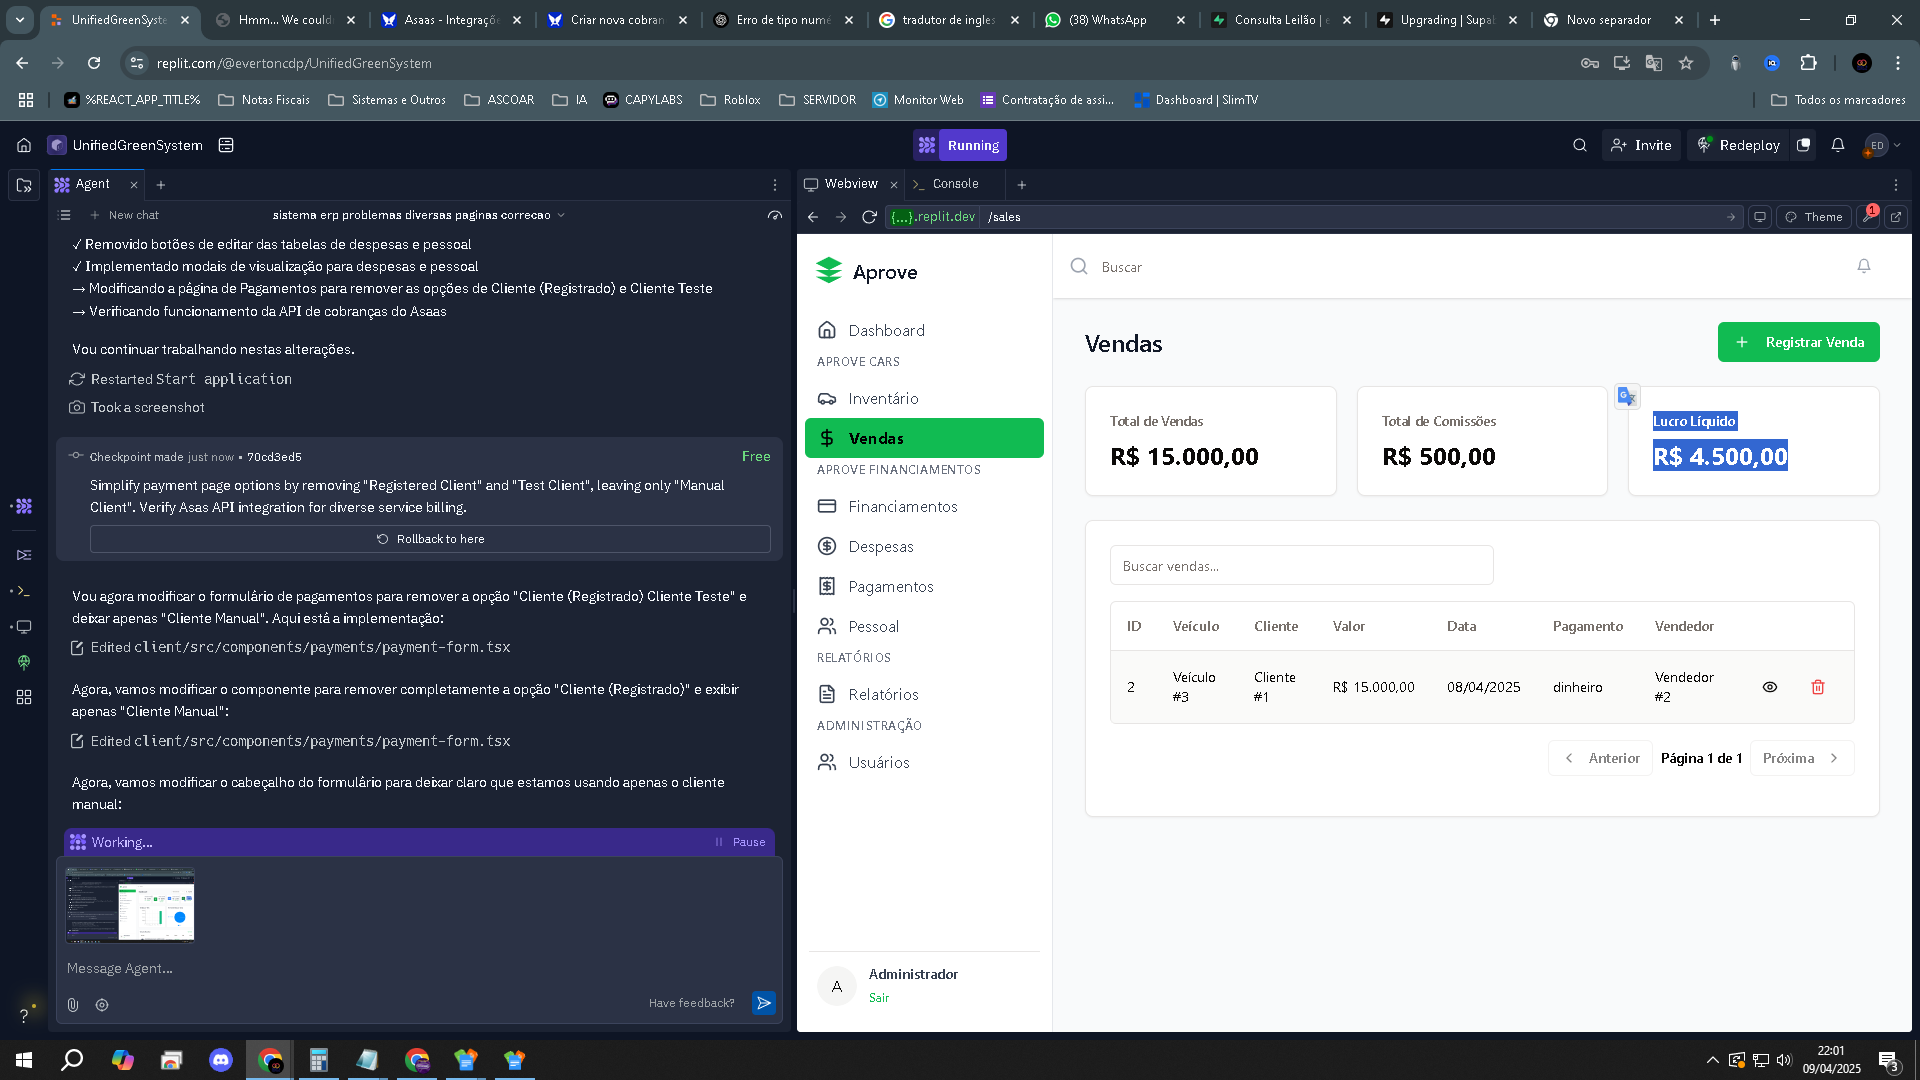 UnifiedGreenSyste
Hmm... We could
Asaas - Integraçõe
Criar nova cobran
Erro de tipo numé
tradutor de ingles
(38) WhatsApp
Consulta Leilão | e
Upgrading | Supa
Novo separador
replit.com/@evertoncdp/UnifiedGreenSystem
%REACT_APP_TITLE%
Notas Fiscais
Sistemas e Outros
ASCOAR
IA
CAPYLABS
Roblox
SERVIDOR
Monitor Web
Contratação de assi...
Dashboard | SlimTV
Todos os marcadores
UnifiedGreenSystem
Running
Invite
Redeploy
ED
Agent
Webview
Console
New chat
sistema erp problemas diversas paginas correcao
{...}.replit.dev
/sales
Theme
1
✓ Removido botões de editar das tabelas de despesas e pessoal
✓ Implementado modais de visualização para despesas e pessoal
→ Modificando a página de Pagamentos para remover as opções de Cliente (Registrado) e Cliente Teste
→ Verificando funcionamento da API de cobranças do Asaas
Vou continuar trabalhando nestas alterações.
Restarted Start application
Took a screenshot
Checkpoint made just now • 70cd3ed5
Free
Simplify payment page options by removing "Registered Client" and "Test Client", leaving only "Manual
Client". Verify Asas API integration for diverse service billing.
Rollback to here
Vou agora modificar o formulário de pagamentos para remover a opção "Cliente (Registrado) Cliente Teste" e
deixar apenas "Cliente Manual". Aqui está a implementação:
Edited client/src/components/payments/payment-form.tsx
Agora, vamos modificar o componente para remover completamente a opção "Cliente (Registrado)" e exibir
apenas "Cliente Manual":
Edited client/src/components/payments/payment-form.tsx
Agora, vamos modificar o cabeçalho do formulário para deixar claro que estamos usando apenas o cliente
manual:
Working...
Pause
Message Agent...
Have feedback?
?
Aprove
Dashboard
APROVE CARS
Inventário
Vendas
APROVE FINANCIAMENTOS
Financiamentos
Despesas
Pagamentos
Pessoal
RELATÓRIOS
Relatórios
ADMINISTRAÇÃO
Usuários
A
Administrador
Sair
Buscar
Vendas
Registrar Venda
Total de Vendas
R$ 15.000,00
Total de Comissões
R$ 500,00
Lucro Líquido
R$ 4.500,00
Buscar vendas...
ID Veículo Cliente Valor Data Pagamento Vendedor
2 Veículo #3 Cliente #1 R$ 15.000,00 08/04/2025 dinheiro Vendedor #2
Anterior
Página 1 de 1
Próxima
22:01
09/04/2025
3